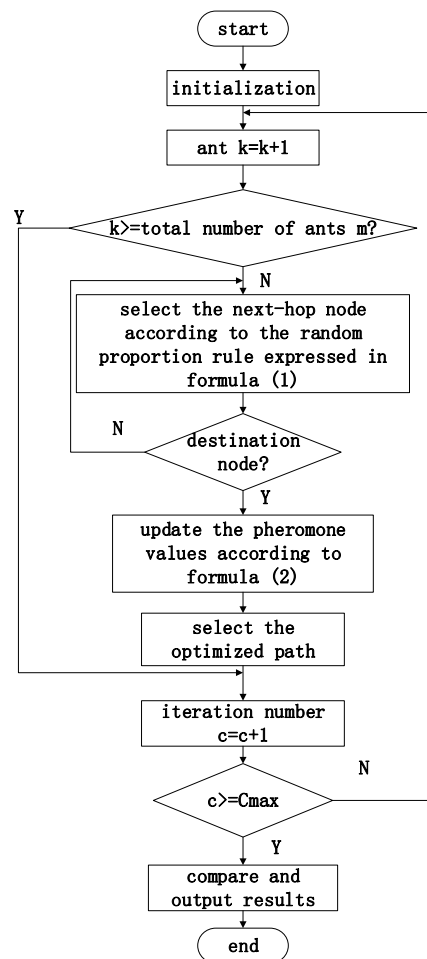 start
initialization
ant k=k+1
Y
k>=total number of ants m?
N
select the next-hop node
according to the random
proportion rule expressed in
formula (1)
N
destination
node?
Y
update the pheromone
values according to
formula (2)
select the
optimized path
iteration number
c=c+1
N
c>=Cmax
Y
compare and
output results
end